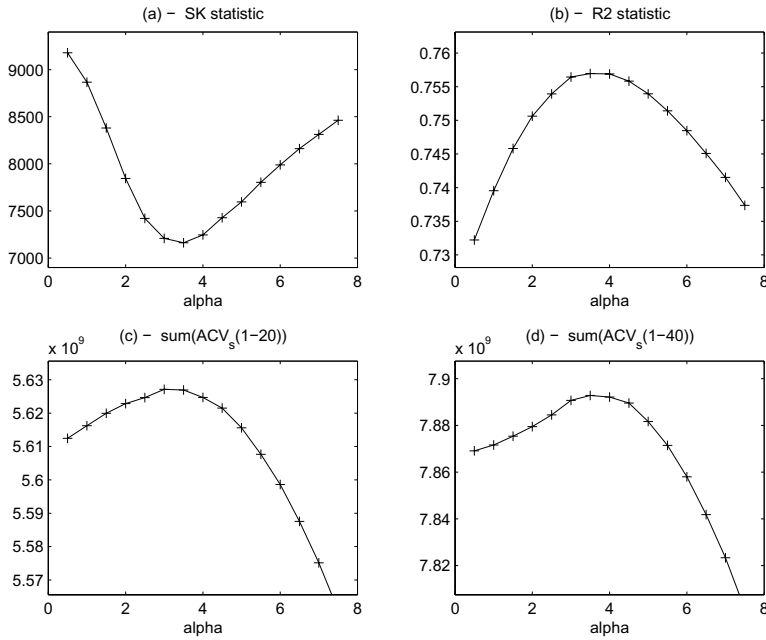 (a) − SK statistic
9000
8500
8000
7500
7000
0 2 4 6 8
alpha
(b) − R2 statistic
0.76
0.755
0.75
0.745
0.74
0.735
0.73
0 2 4 6 8
alpha
(c) − sum(ACV_s(1−20))
x 10^9
5.63
5.62
5.61
5.6
5.59
5.58
5.57
0 2 4 6 8
alpha
(d) − sum(ACV_s(1−40))
x 10^9
7.9
7.88
7.86
7.84
7.82
0 2 4 6 8
alpha